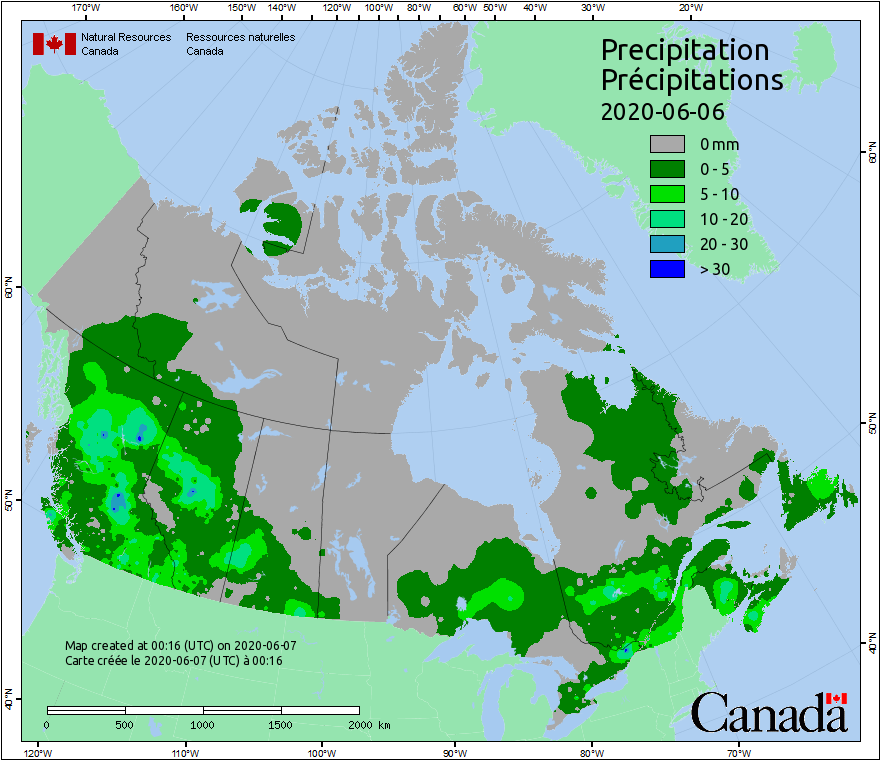 170°W 160°W 150°W 140°W 120°W 100°W 80°W 60°W 50°W 40°W 30°W 20°W
Natural Resources Ressources naturelles
Canada Canada
Precipitation
Précipitations
2020-06-06
0 mm
0 - 5
5 - 10
10 - 20
20 - 30
> 30
60°N
60°N
50°N
50°N
40°N
40°N
Map created at 00:16 (UTC) on 2020-06-07
Carte créée le 2020-06-07 (UTC) à 00:16
0 500 1000 1500 2000 km
Canada
120°W 110°W 100°W 90°W 80°W 70°W